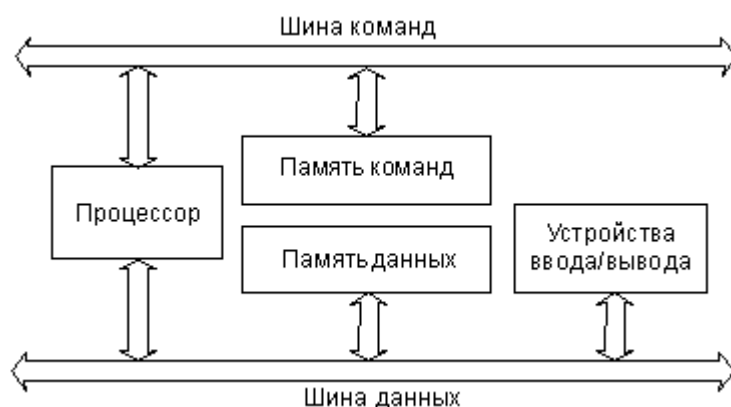 Шина команд
Память команд
Процессор
Память данных
Устройства
ввода/вывода
Шина данных